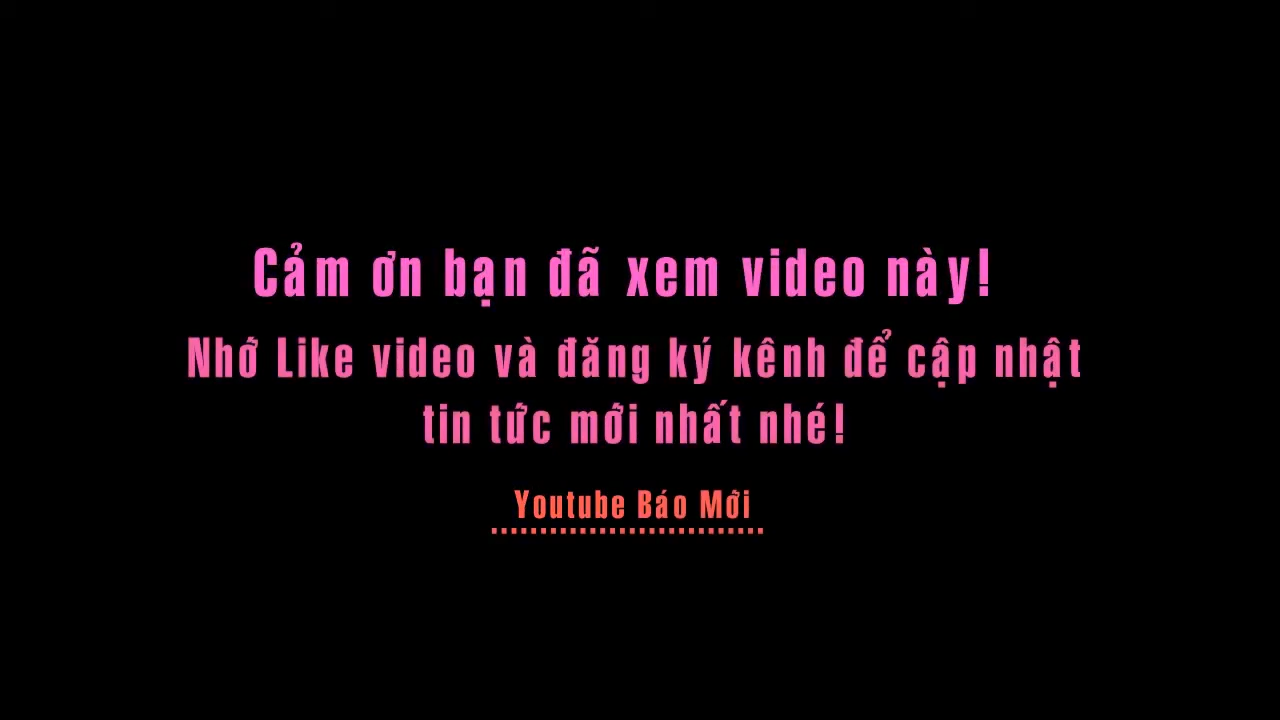 Cảm ơn bạn đã xem video này!
Nhớ Like video và đăng ký kênh để cập nhật
tin tức mới nhất nhé!
Youtube Báo Mới